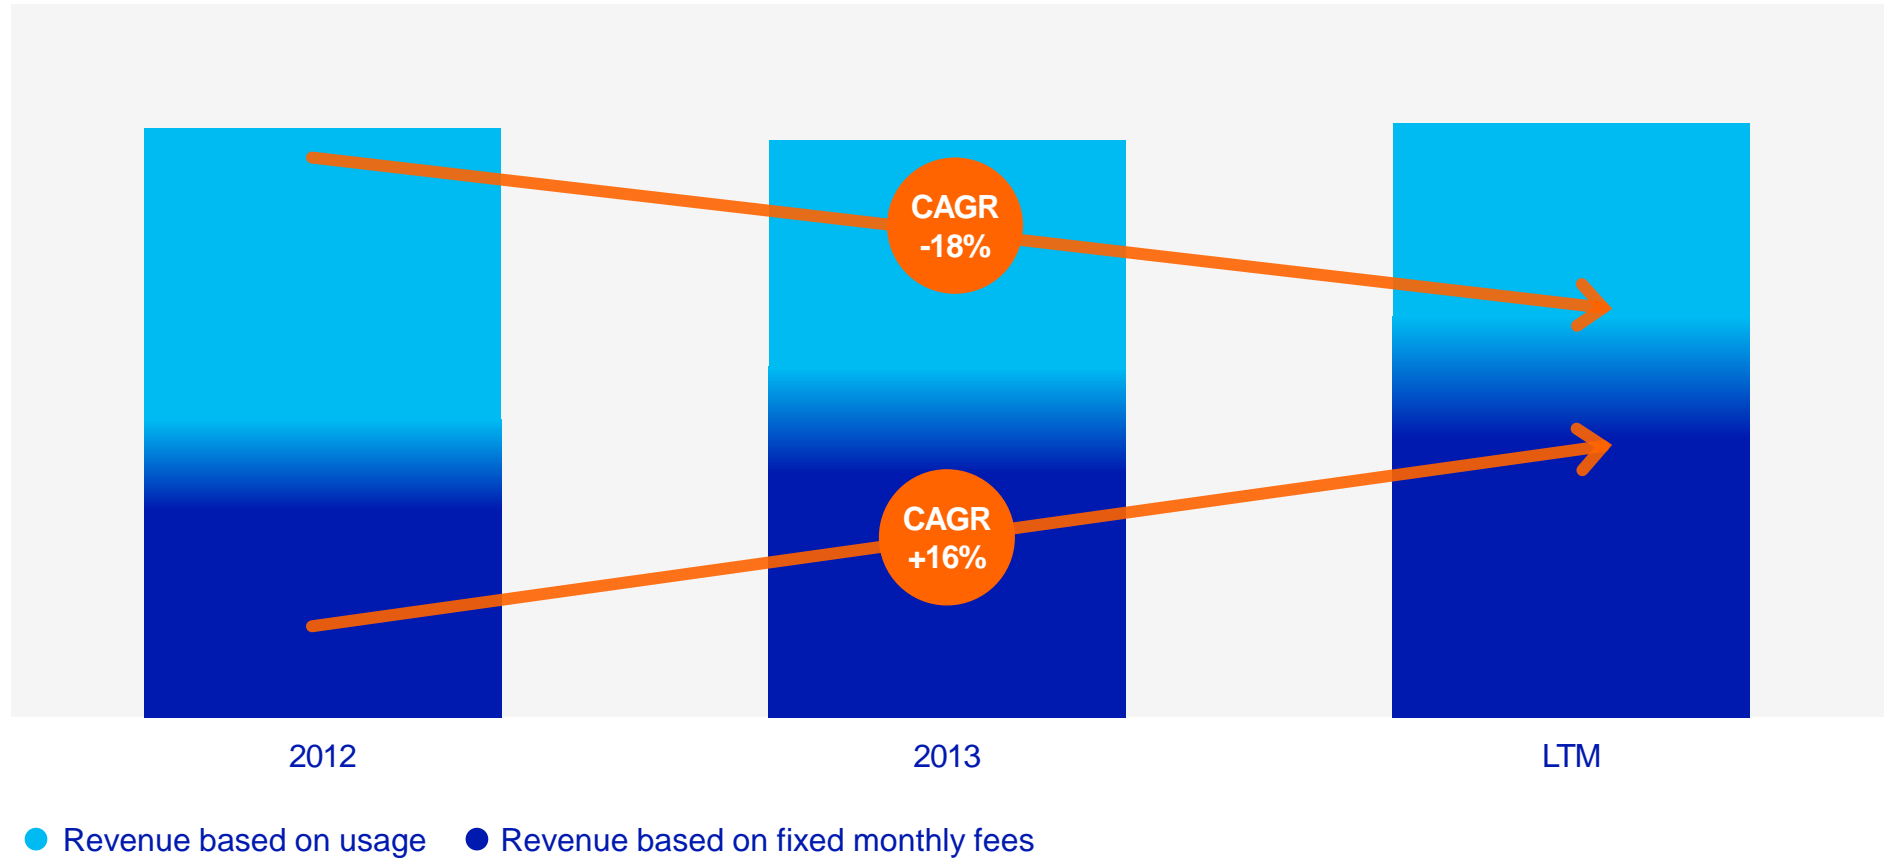 CAGR
-18%
CAGR
+16%
2012
2013
LTM
Revenue based on usage
Revenue based on fixed monthly fees